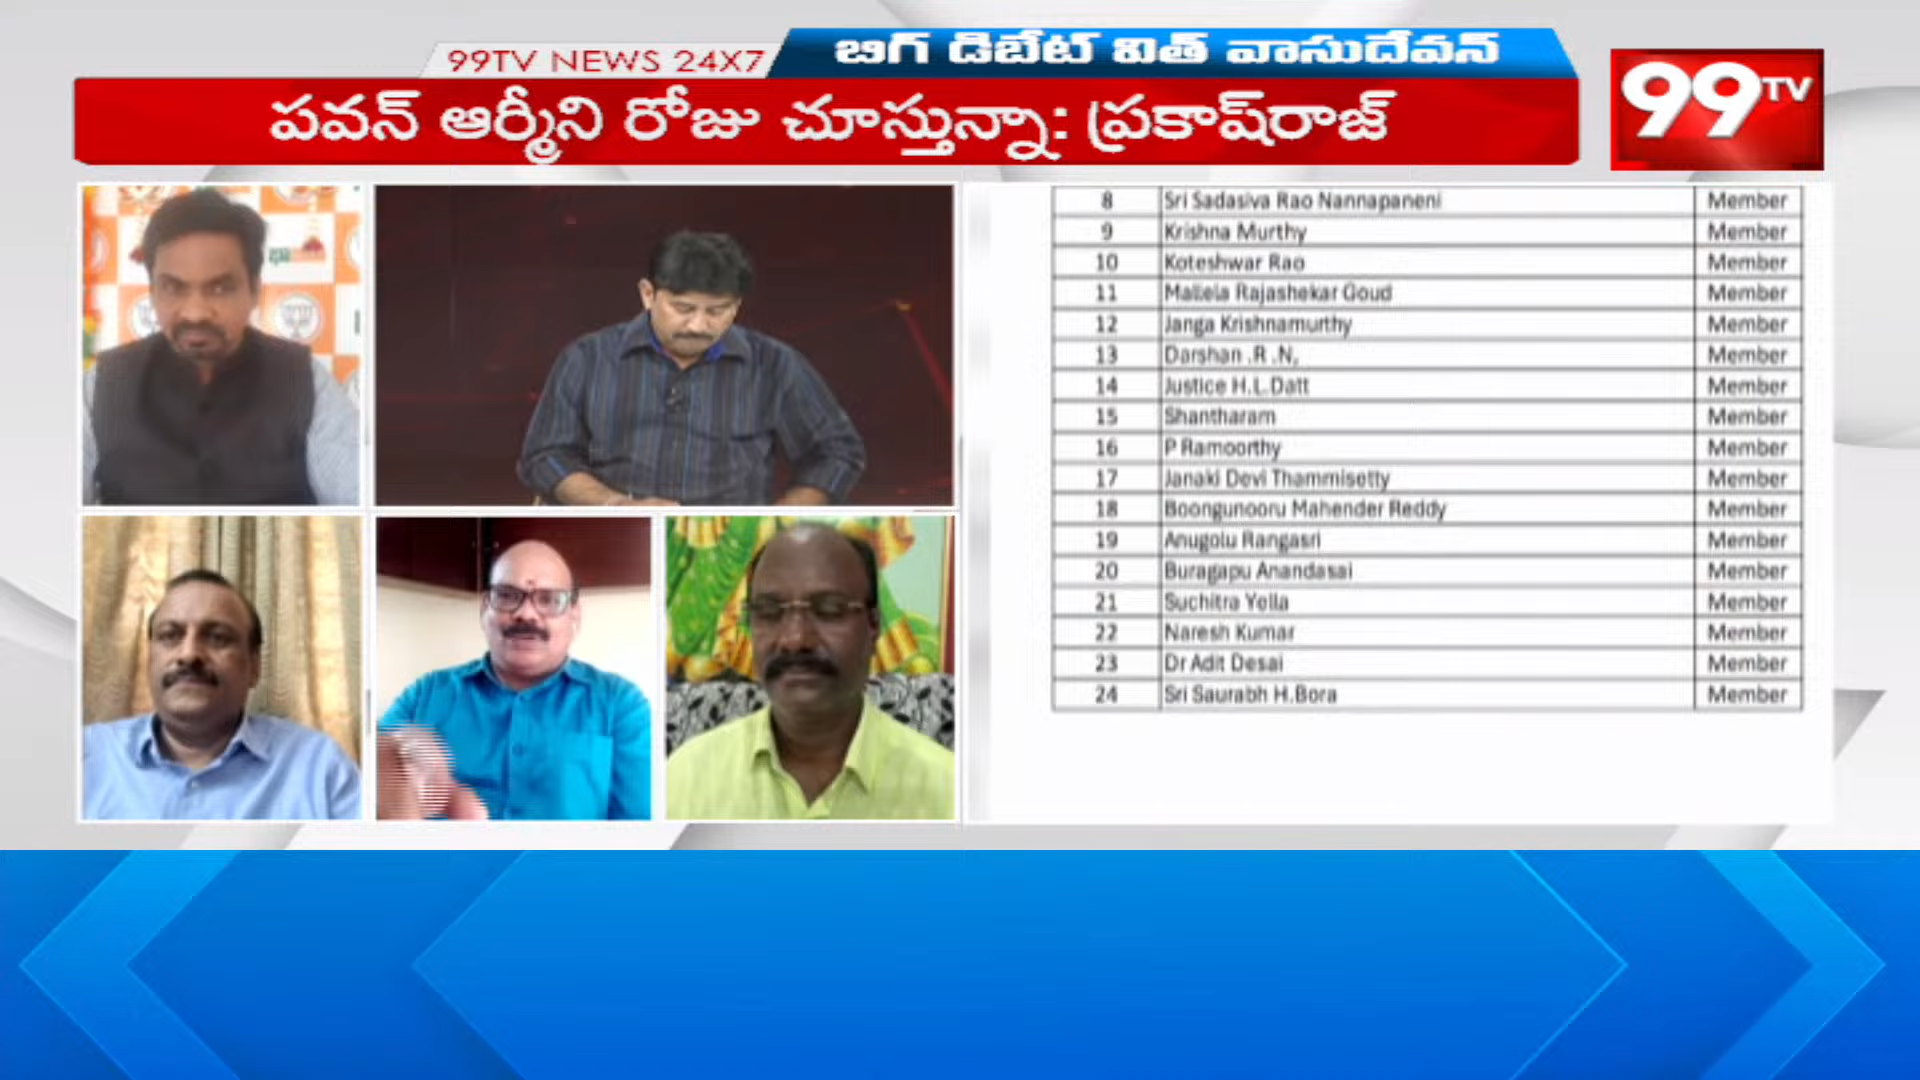 99TV NEWS 24X7
బిగ్ డిబేట్ విత్ వాసుదేవన్
పవన్ ఆర్మీని రోజు చూస్తున్నా: ప్రకాష్‌రాజ్
99TV
8 Sri Sadasiva Rao Nannapaneni Member
9 Krishna Murthy Member
10 Koteshwar Rao Member
11 Mallela Rajashekar Goud Member
12 Janga Krishnamurthy Member
13 Darshan .R .N, Member
14 Justice H.L.Datt Member
15 Shantharam Member
16 P Ramoorthy Member
17 Janaki Devi Thammisetty Member
18 Boongunooru Mahender Reddy Member
19 Anugolu Rangasri Member
20 Buragapu Anandasai Member
21 Suchitra Yella Member
22 Naresh Kumar Member
23 Dr Adit Desai Member
24 Sri Saurabh H.Bora Member